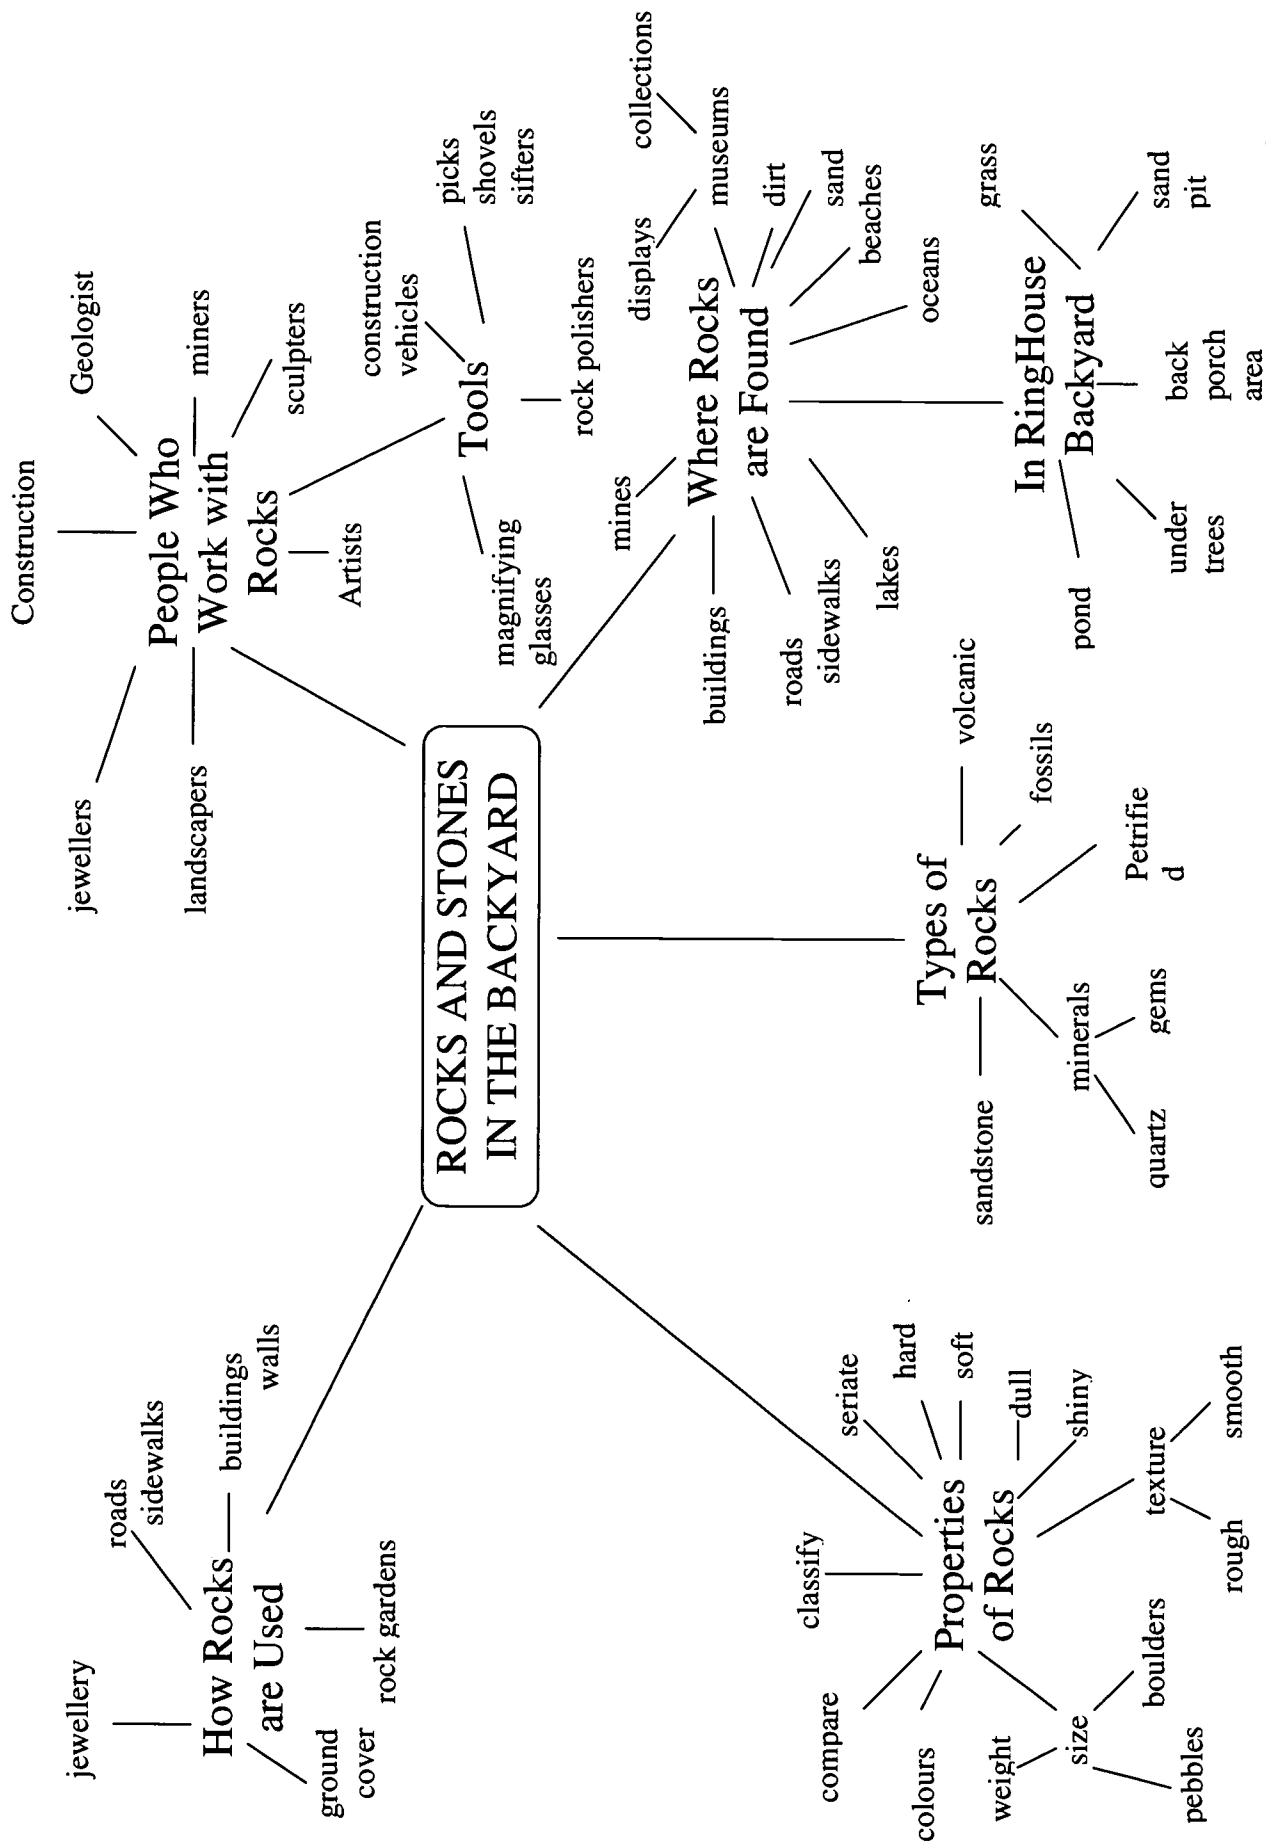 ROCKS AND STONES
IN THE BACKYARD
How Rocks
are Used
jewellery
roads
sidewalks
buildings
walls
rock gardens
ground
cover
People Who
Work with
Rocks
jewellers
Construction
Geologist
miners
sculpters
Artists
landscapers
Tools
construction
vehicles
picks
shovels
sifters
rock polishers
magnifying
glasses
Where Rocks
are Found
mines
displays
collections
museums
dirt
sand
beaches
oceans
buildings
roads
sidewalks
lakes
In RingHouse
Backyard
grass
sand
pit
back
porch
area
under
trees
pond
Types of
Rocks
volcanic
fossils
Petrifie
d
minerals
gems
quartz
sandstone
Properties
of Rocks
classify
seriate
hard
soft
dull
shiny
texture
smooth
rough
size
boulders
pebbles
weight
colours
compare